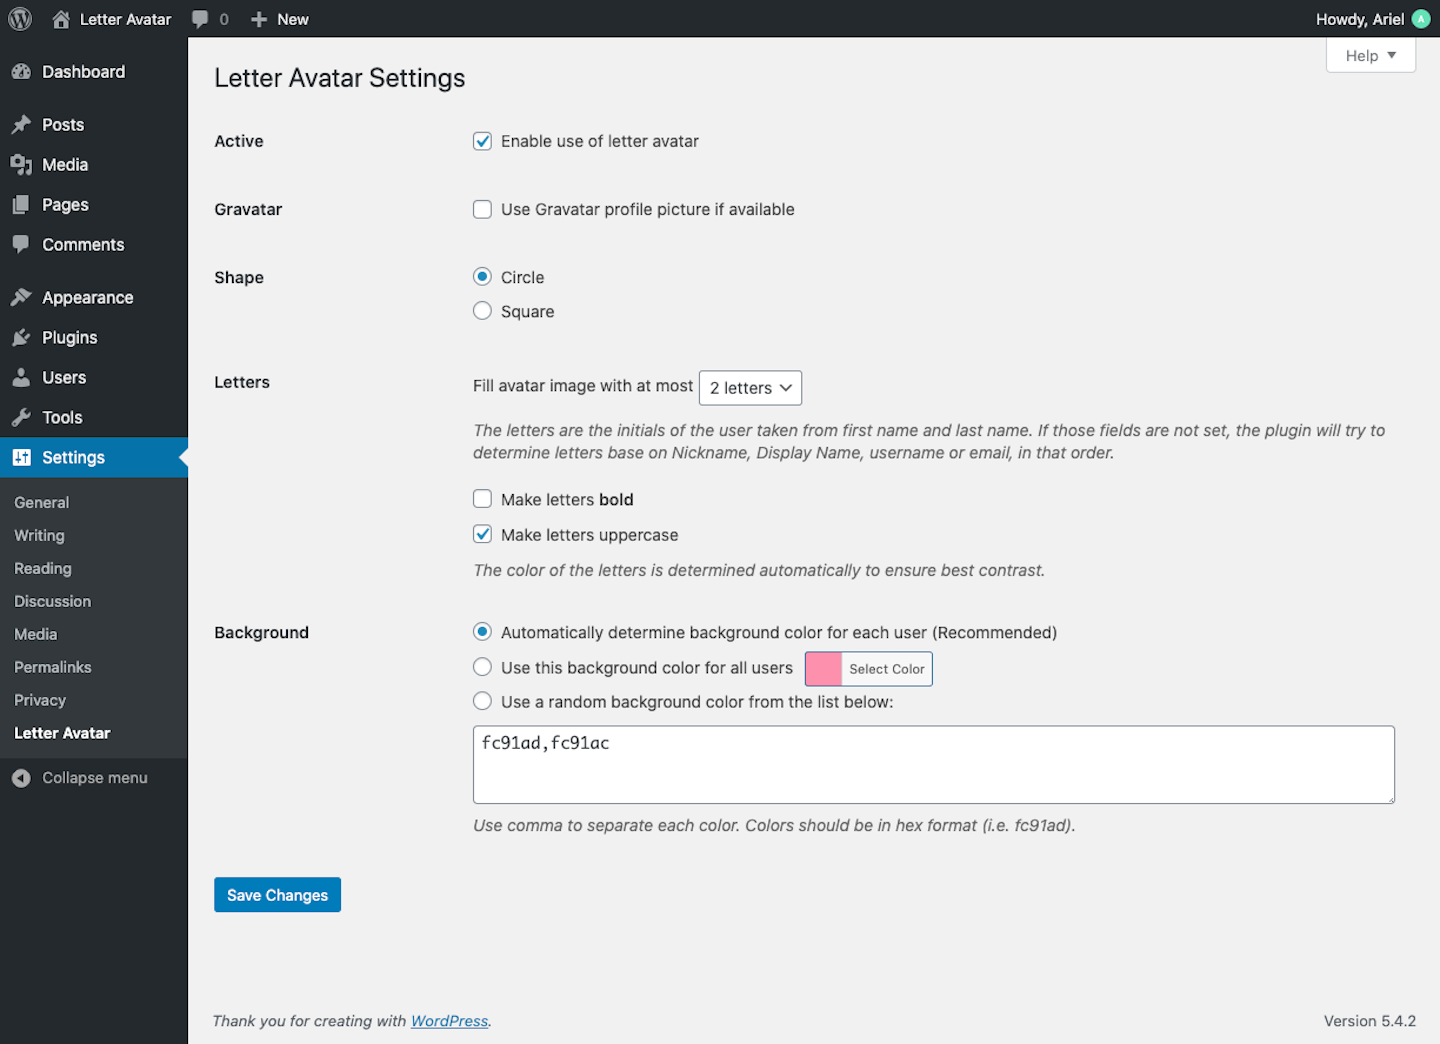 Letter Avatar
0
New
Howdy, Ariel
A
Help
Dashboard
Posts
Media
Pages
Comments
Appearance
Plugins
Users
Tools
Settings
General
Writing
Reading
Discussion
Media
Permalinks
Privacy
Letter Avatar
Collapse menu
Letter Avatar Settings
Active
Enable use of letter avatar
Gravatar
Use Gravatar profile picture if available
Shape
Circle
Square
Letters
Fill avatar image with at most 2 letters
The letters are the initials of the user taken from first name and last name. If those fields are not set, the plugin will try to
determine letters base on Nickname, Display Name, username or email, in that order.
Make letters bold
Make letters uppercase
The color of the letters is determined automatically to ensure best contrast.
Background
Automatically determine background color for each user (Recommended)
Use this background color for all users Select Color
Use a random background color from the list below:
fc91ad,fc91ac
Use comma to separate each color. Colors should be in hex format (i.e. fc91ad).
Save Changes
Thank you for creating with WordPress.
Version 5.4.2